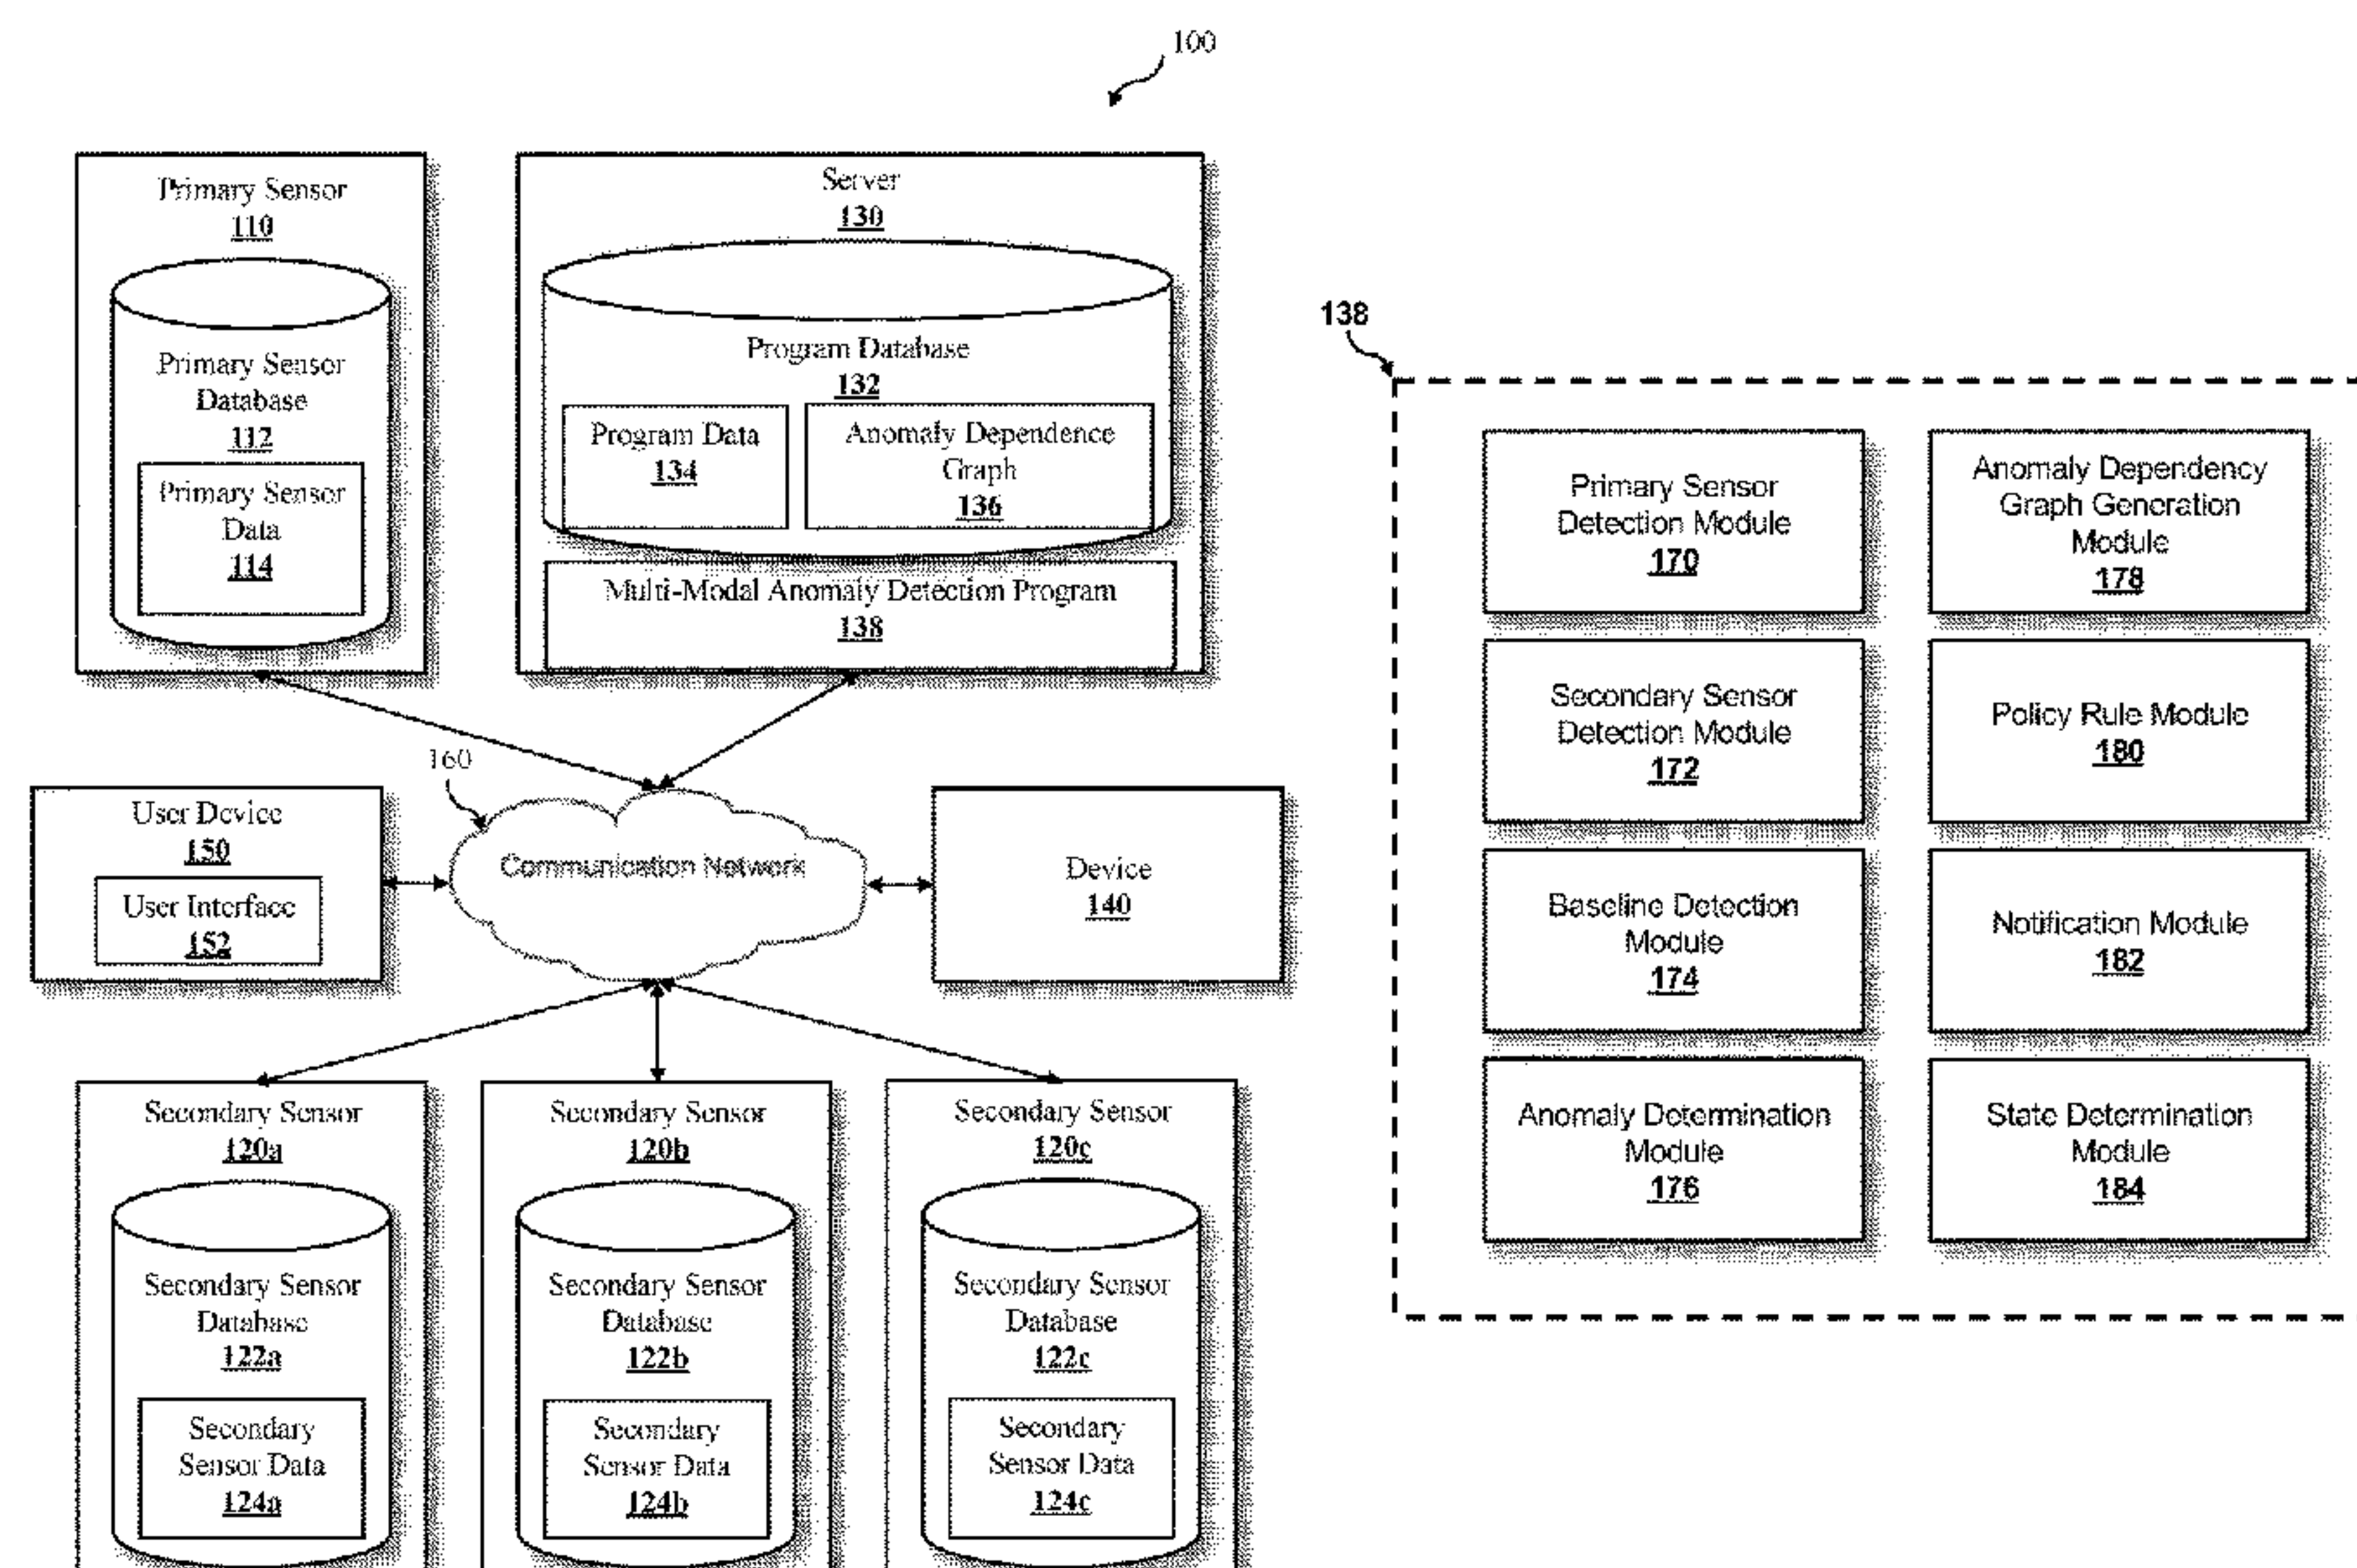 100
Primary Sensor
110
Primary Sensor
Database
112
Primary Sensor
Data
114
Server
130
Program Database
132
Program Data
134
Anomaly Dependence
Graph
136
Multi-Modal Anomaly Detection Program
138
160
User Device
150
User Interface
152
Communication Network
Device
140
Secondary Sensor
120a
Secondary Sensor
Database
122a
Secondary
Sensor Data
124a
Secondary Sensor
120b
Secondary Sensor
Database
122b
Secondary
Sensor Data
124b
Secondary Sensor
120c
Secondary Sensor
Database
122c
Secondary
Sensor Data
124c
138
Primary Sensor
Detection Module
170
Anomaly Dependency
Graph Generation
Module
178
Secondary Sensor
Detection Module
172
Policy Rule Module
180
Baseline Detection
Module
174
Notification Module
182
Anomaly Determination
Module
176
State Determination
Module
184